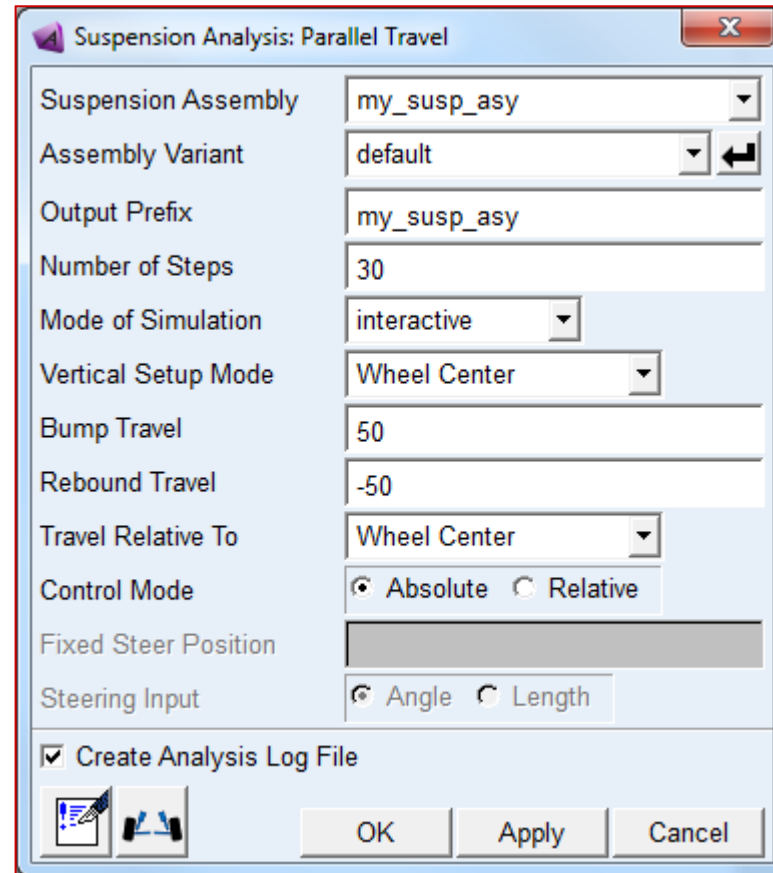 Suspension Analysis: Parallel Travel
Suspension Assembly my_susp_asy
Assembly Variant default
Output Prefix my_susp_asy
Number of Steps 30
Mode of Simulation interactive
Vertical Setup Mode Wheel Center
Bump Travel 50
Rebound Travel -50
Travel Relative To Wheel Center
Control Mode Absolute Relative
Fixed Steer Position
Steering Input Angle Length
Create Analysis Log File
OK Apply Cancel